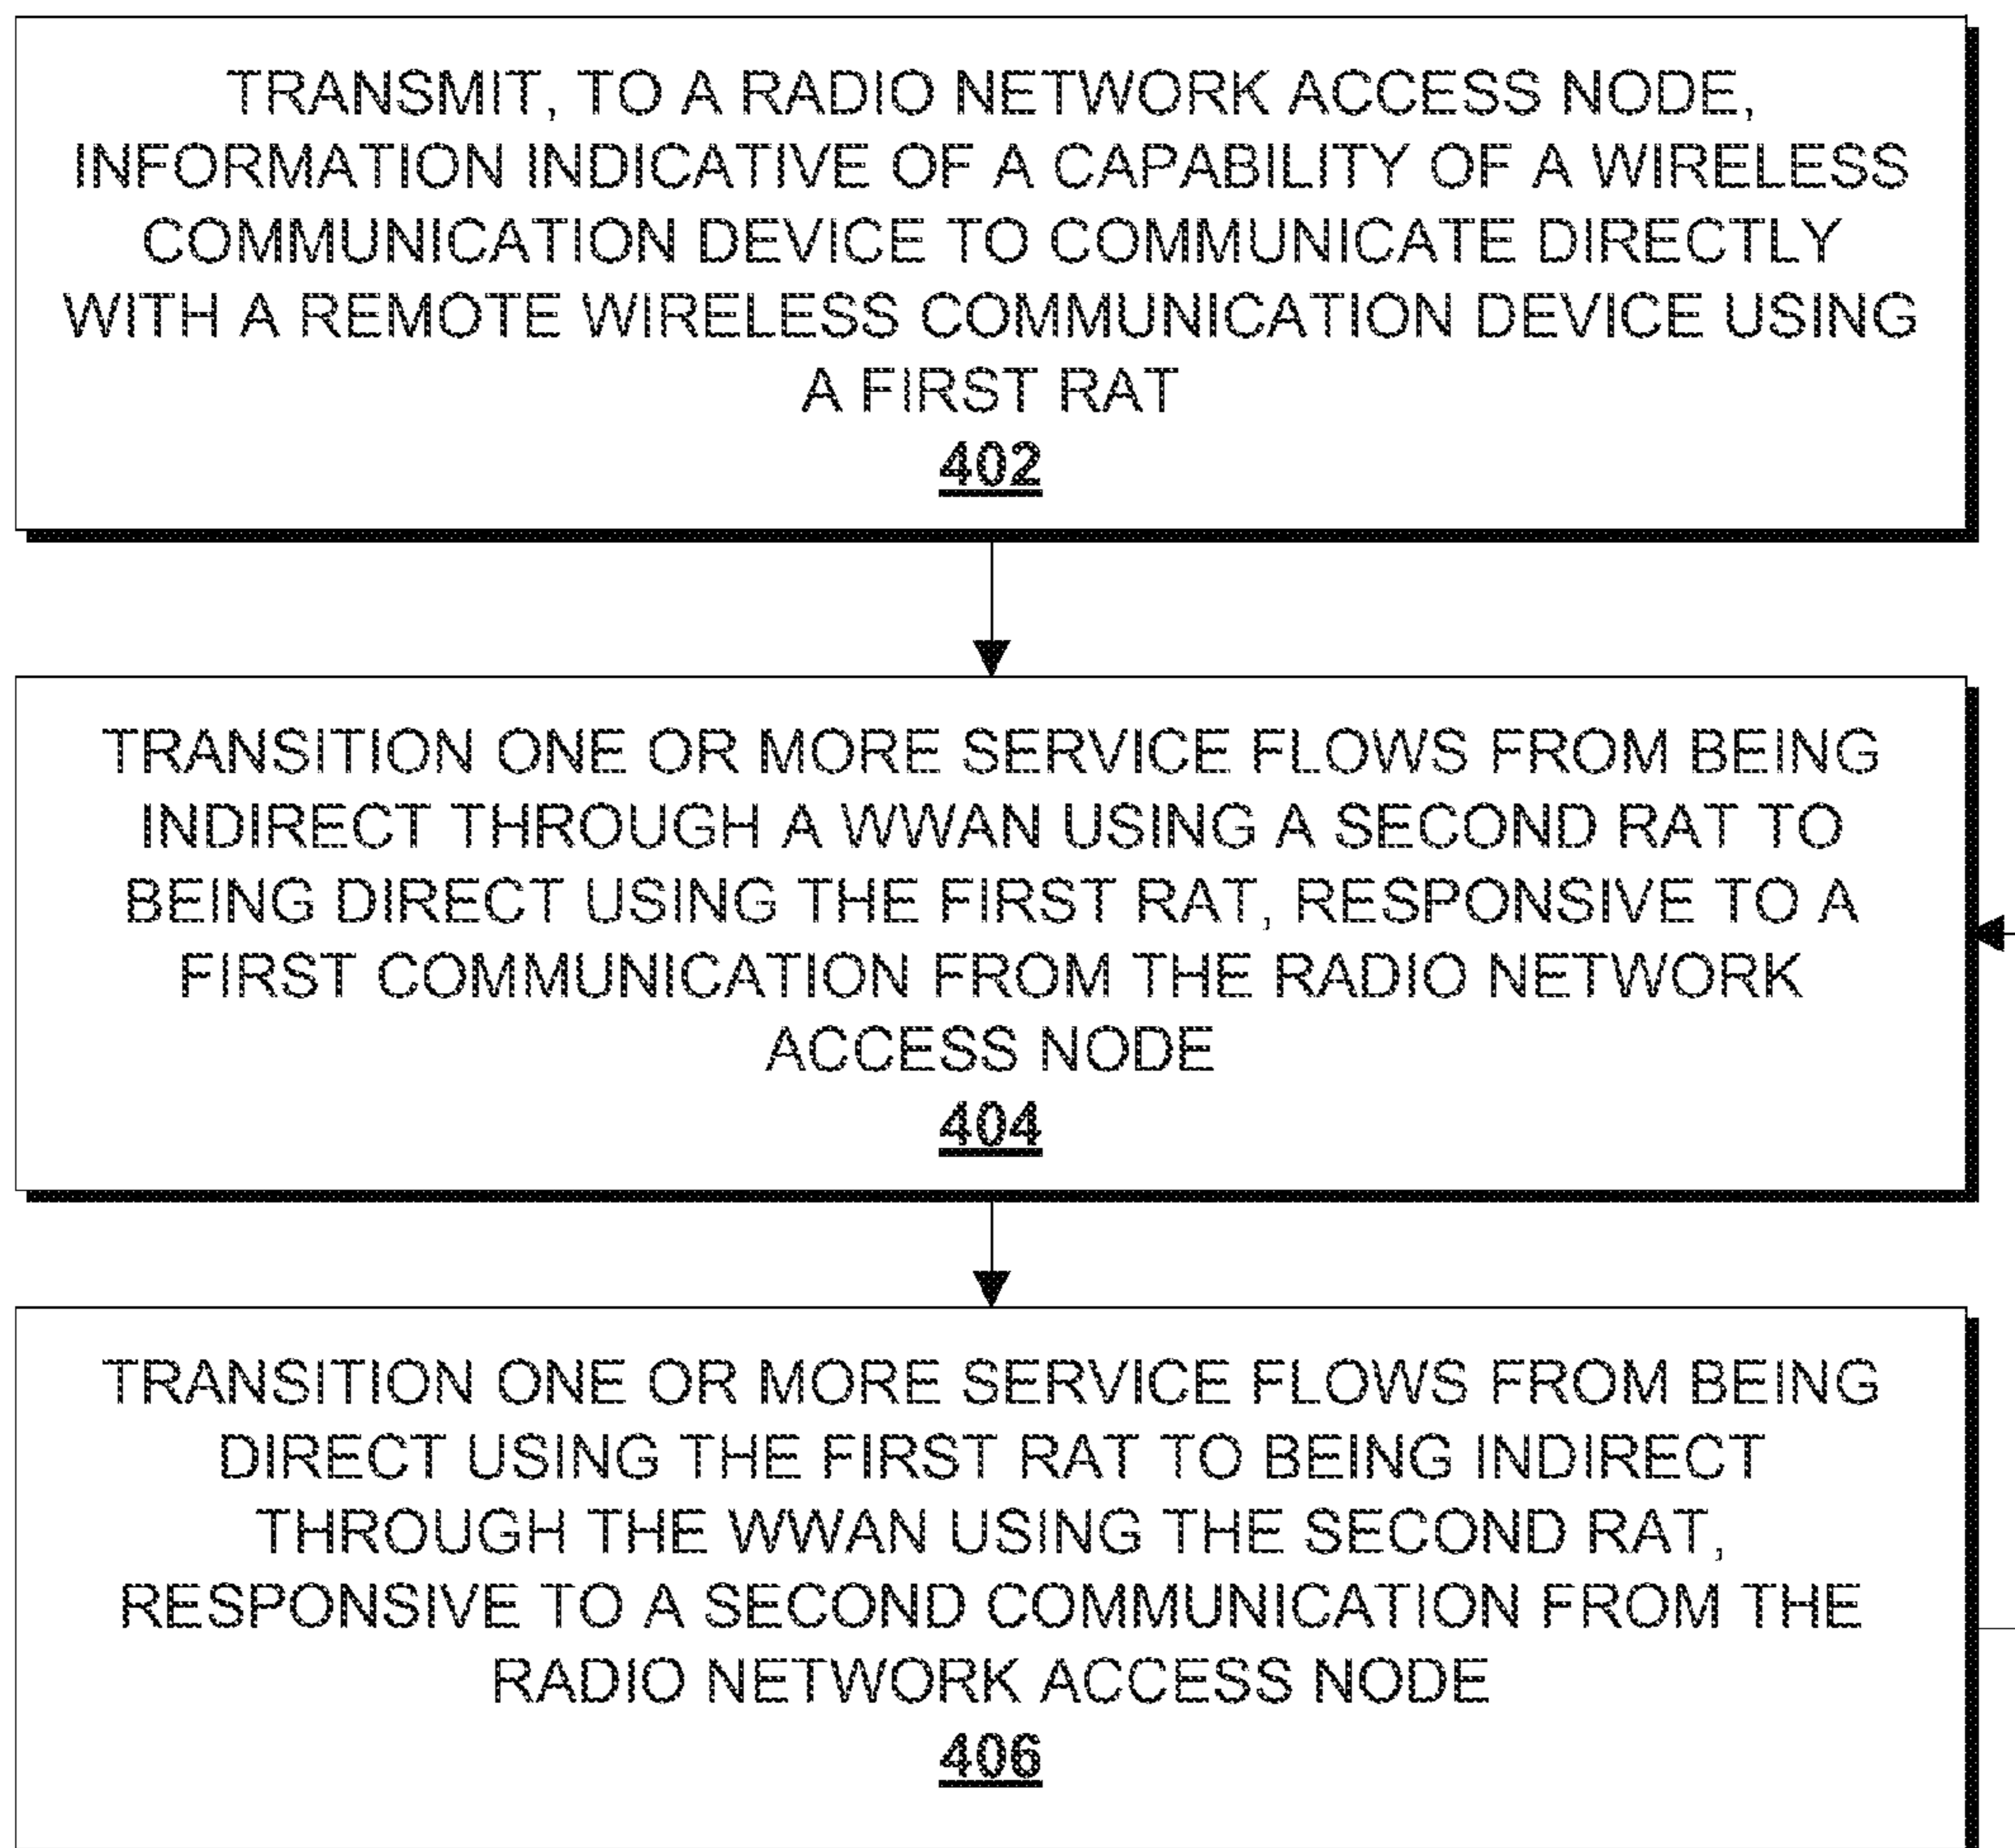 TRANSMIT, TO A RADIO NETWORK ACCESS NODE,
INFORMATION INDICATIVE OF A CAPABILITY OF A WIRELESS
COMMUNICATION DEVICE TO COMMUNICATE DIRECTLY
WITH A REMOTE WIRELESS COMMUNICATION DEVICE USING
A FIRST RAT
402
TRANSITION ONE OR MORE SERVICE FLOWS FROM BEING
INDIRECT THROUGH A WWAN USING A SECOND RAT TO
BEING DIRECT USING THE FIRST RAT, RESPONSIVE TO A
FIRST COMMUNICATION FROM THE RADIO NETWORK
ACCESS NODE
404
TRANSITION ONE OR MORE SERVICE FLOWS FROM BEING
DIRECT USING THE FIRST RAT TO BEING INDIRECT
THROUGH THE WWAN USING THE SECOND RAT,
RESPONSIVE TO A SECOND COMMUNICATION FROM THE
RADIO NETWORK ACCESS NODE
406